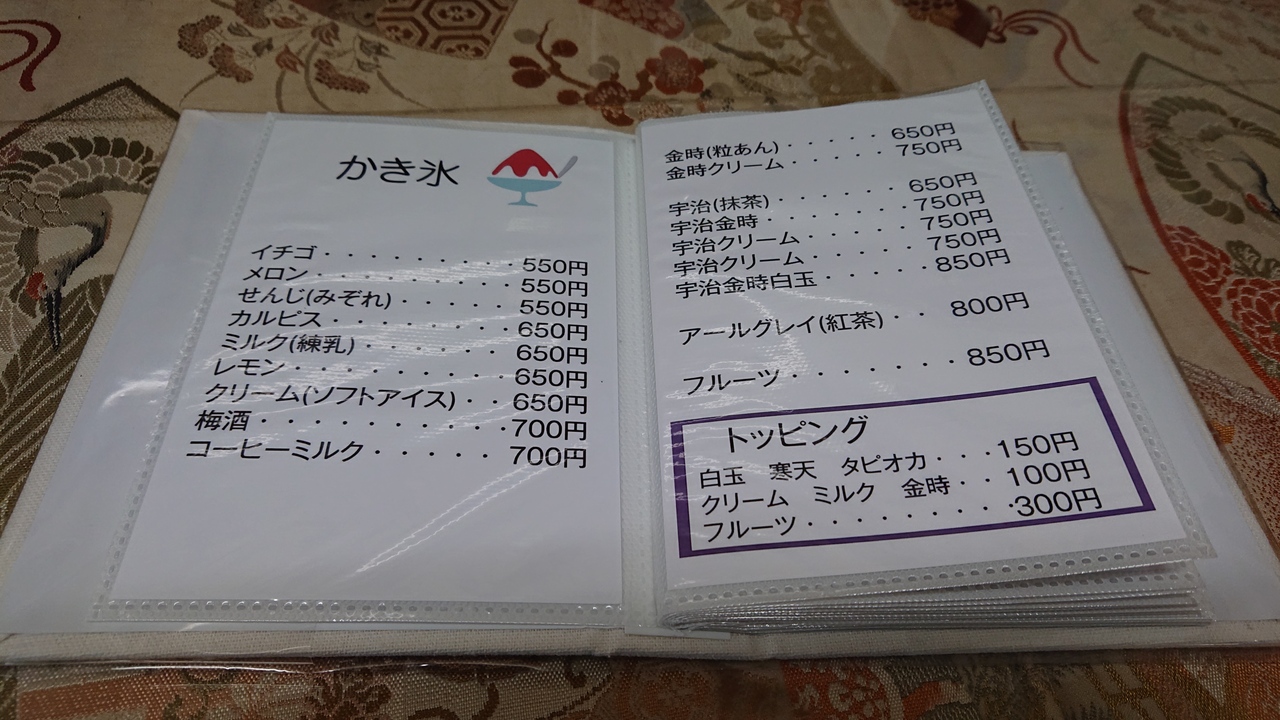 かき氷
イチゴ・・・・・・・・・・550円
メロン・・・・・・・・・・550円
せんじ(みぞれ)・・・・・・550円
カルピス・・・・・・・・・650円
ミルク(練乳)・・・・・・・650円
レモン・・・・・・・・・・650円
クリーム(ソフトアイス)・・650円
梅酒・・・・・・・・・・・700円
コーヒーミルク・・・・・・700円
金時(粒あん)・・・・・650円
金時クリーム・・・・・750円
宇治(抹茶)・・・・・・650円
宇治金時・・・・・・・750円
宇治クリーム・・・・・750円
宇治クリーム・・・・・750円
宇治金時白玉・・・・・850円
アールグレイ(紅茶)・・800円
フルーツ・・・・・・・850円
トッピング
白玉　寒天　タピオカ・・・150円
クリーム　ミルク　金時・・100円
フルーツ・・・・・・・・・300円